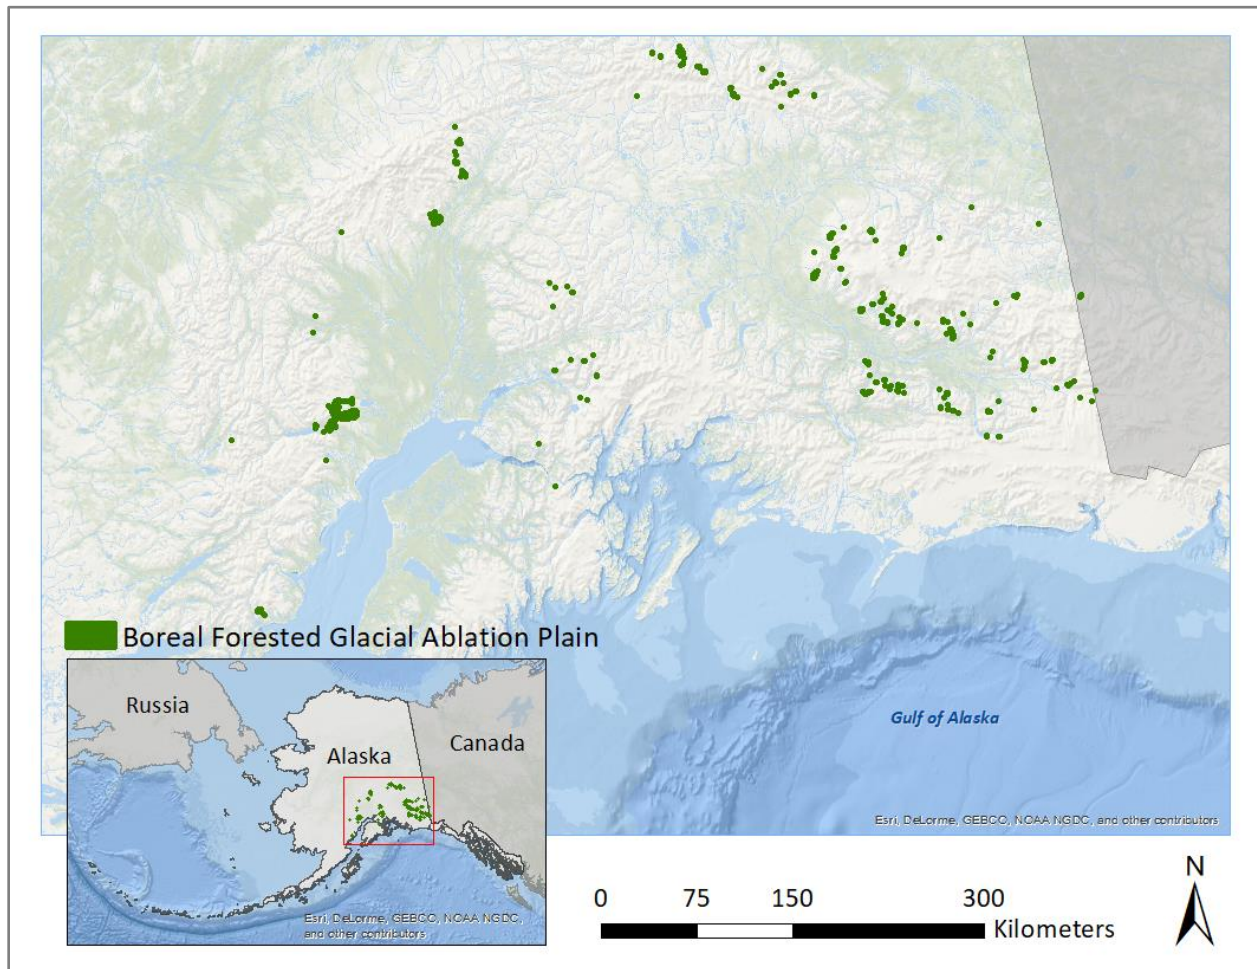 Boreal Forested Glacial Ablation Plain
Russia
Alaska
Canada
Esri, DeLorme, GEBCO, NOAA NGDC,
and other contributors
Gulf of Alaska
Esri, DeLorme, GEBCO, NOAA NGDC, and other contributors
0 75 150 300
Kilometers
N